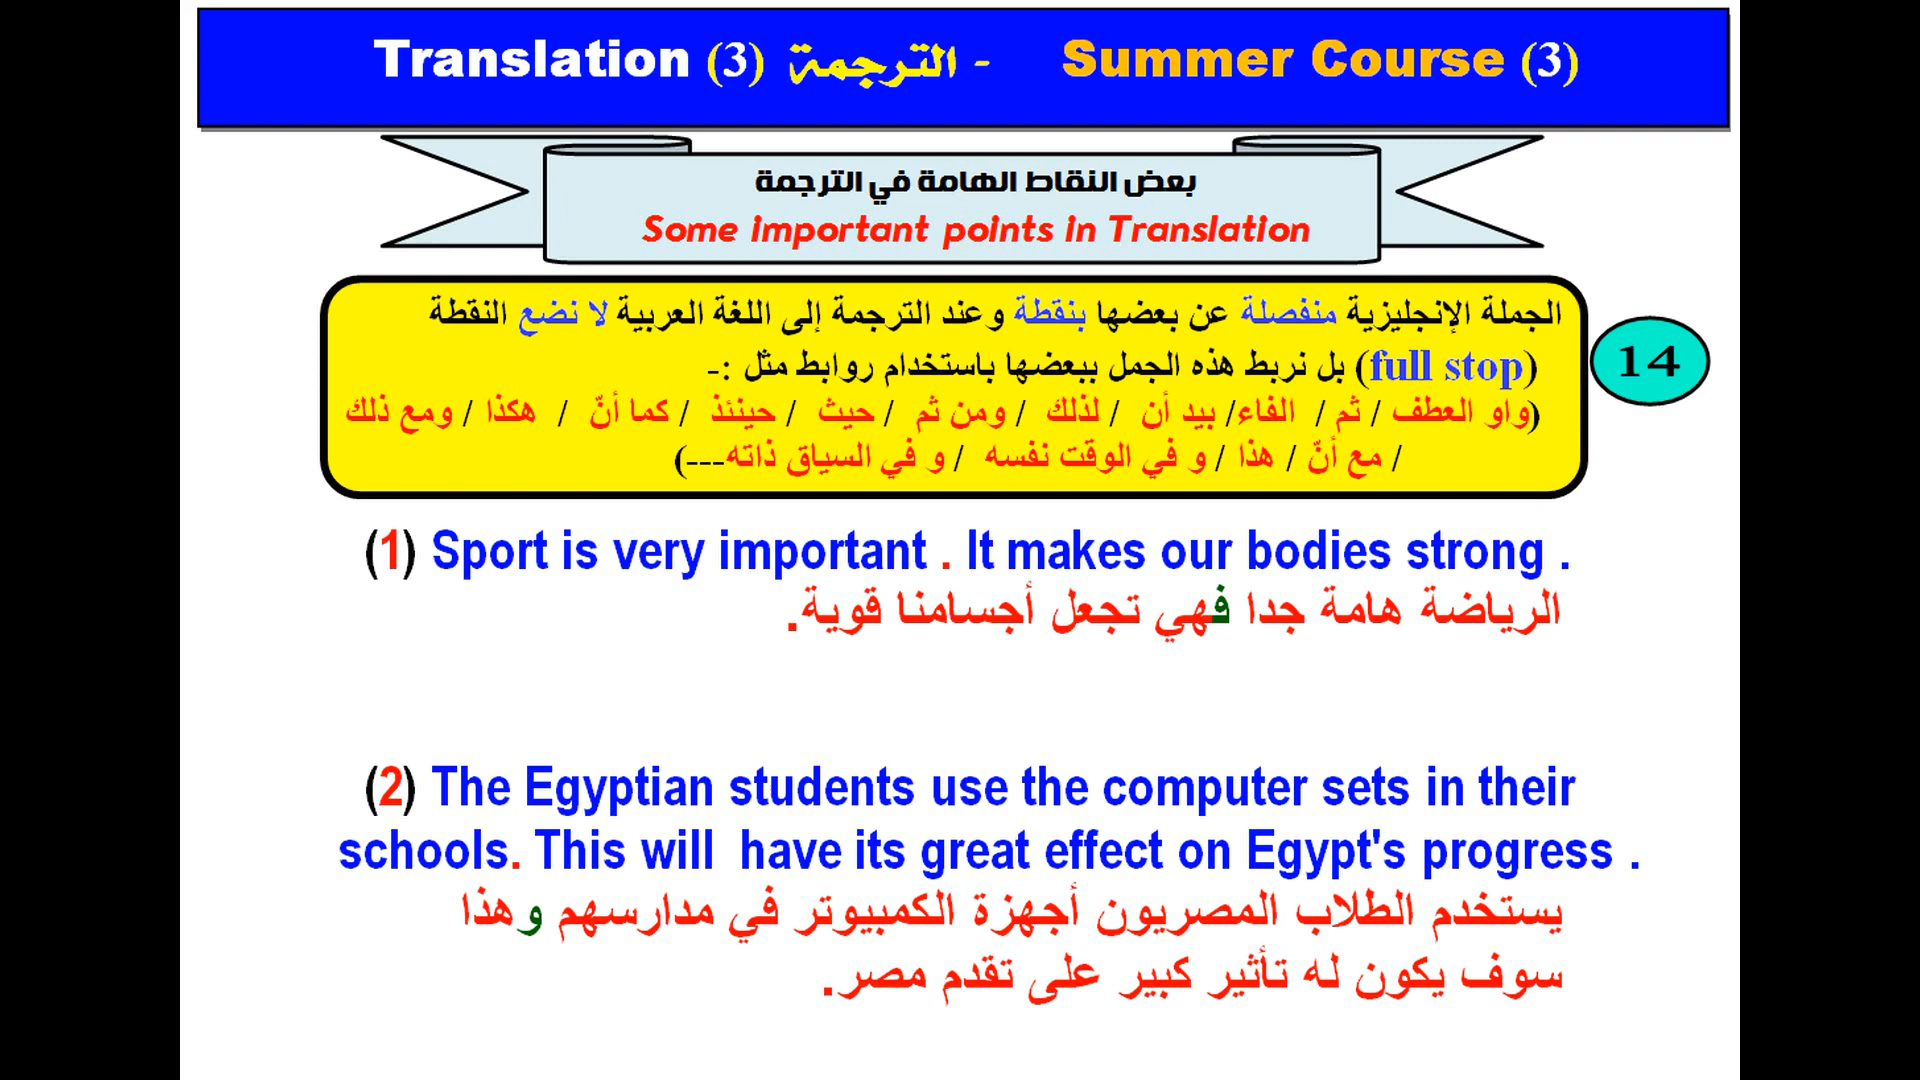 Translation (3) الترجمة - Summer Course (3)
بعض النقاط الهامة في الترجمة
Some important points in Translation
الجملة الإنجليزية منفصلة عن بعضها بنقطة وعند الترجمة إلى اللغة العربية لا نضع النقطة
(full stop) بل نربط هذه الجمل ببعضها باستخدام روابط مثل :-
(واو العطف / ثم / الفاء/ بيد أن / لذلك / ومن ثم / حيث / حينئذ / كما أنّ / هكذا / ومع ذلك
/ مع أنّ / هذا / و في الوقت نفسه / و في السياق ذاته---)
14
(1) Sport is very important . It makes our bodies strong .
الرياضة هامة جدا فهي تجعل أجسامنا قوية.
(2) The Egyptian students use the computer sets in their
schools. This will have its great effect on Egypt's progress .
يستخدم الطلاب المصريون أجهزة الكمبيوتر في مدارسهم وهذا
سوف يكون له تأثير كبير على تقدم مصر.